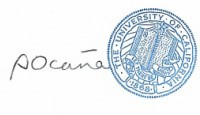 AOcaña
THE UNIVERSITY OF CALIFORNIA
·1868·